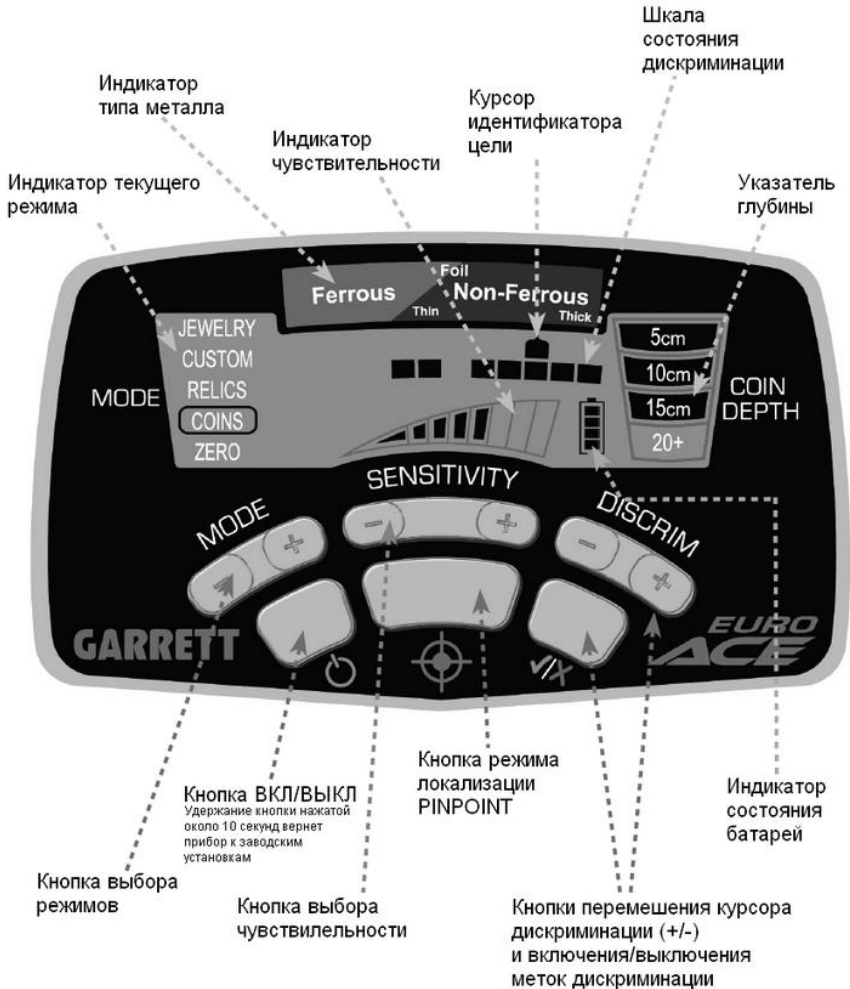 Шкала
состояния
дискриминации
Индикатор
типа металла
Курсор
идентификатора
цели
Индикатор
чувствительности
Индикатор текущего
режима
Указатель
глубины
Ferrous
Foil
Non-Ferrous
Thin
Thick
MODE
JEWELRY
CUSTOM
RELICS
COINS
ZERO
5cm
10cm
15cm
20+
COIN
DEPTH
SENSITIVITY
- +
MODE
- +
DISCRIM
- +
GARRETT
✓/X
EURO
ACE
Кнопка ВКЛ/ВЫКЛ
Удержание кнопки нажатой
около 10 секунд вернет
прибор к заводским
установкам
Кнопка режима
локализации
PINPOINT
Индикатор
состояния
батарей
Кнопка выбора
режимов
Кнопка выбора
чувствилельности
Кнопки перемешения курсора
дискриминации (+/-)
и включения/выключения
меток дискриминации